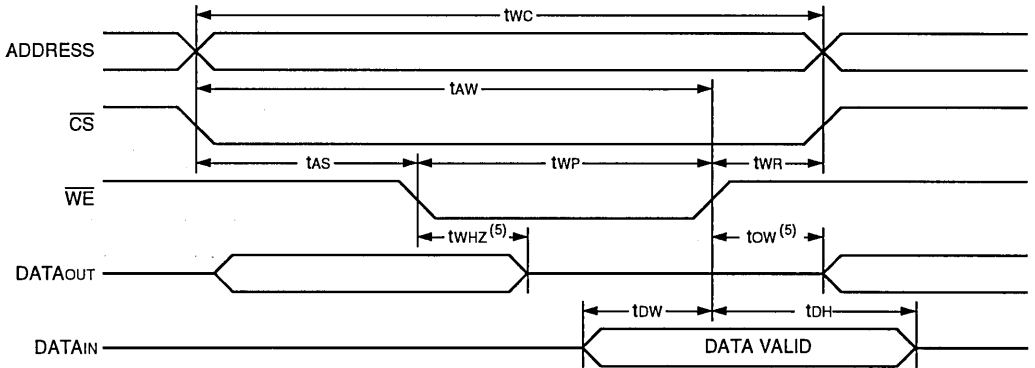 tWC
ADDRESS
tAW
CS
tAS
tWP
tWR
WE
tWHZ(5)
tOW(5)
DATAOUT
tDW
tDH
DATAIN
DATA VALID